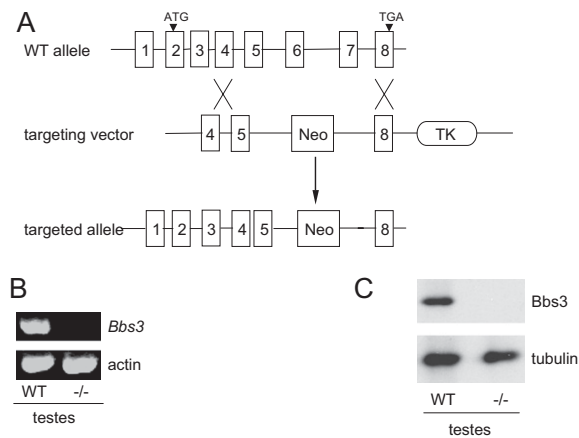 A
ATG
TGA
WT allele
1 2 3 4 5 6 7 8
targeting vector
4 5 Neo 8 TK
targeted allele
1 2 3 4 5 Neo 8
B
Bbs3
actin
WT -/-
testes
C
Bbs3
tubulin
WT -/-
testes